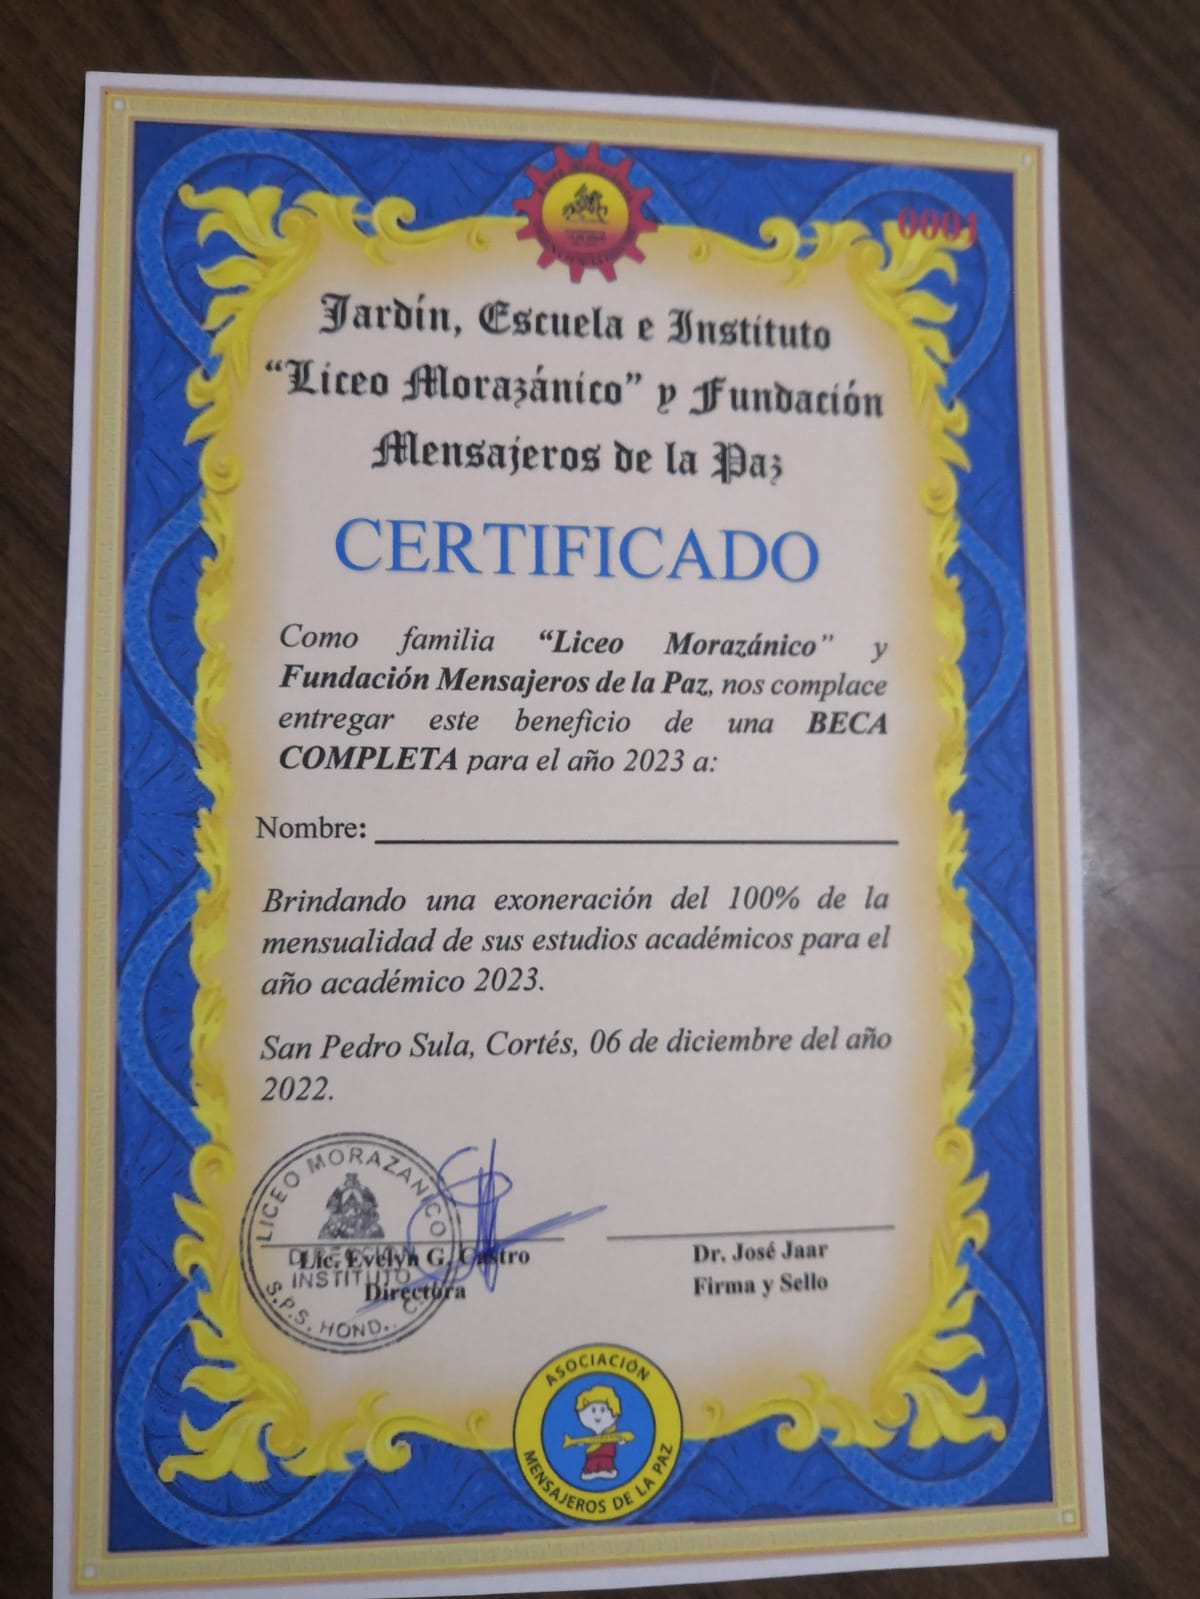 0001
Jardín, Escuela e Instituto
“Liceo Morazánico” y Fundación
Mensajeros de la Paz
CERTIFICADO
Como familia “Liceo Morazánico” y
Fundación Mensajeros de la Paz, nos complace
entregar este beneficio de una BECA
COMPLETA para el año 2023 a:
Nombre:
Brindando una exoneración del 100% de la
mensualidad de sus estudios académicos para el
año académico 2023.
San Pedro Sula, Cortés, 06 de diciembre del año
2022.
LICEO MORAZANICO
DIRECCION
INSTITUTO
S.P.S. HOND.
Lic. Evelyn G. Castro
Directora
Dr. José Jaar
Firma y Sello
ASOCIACIÓN
MENSAJEROS DE LA PAZ